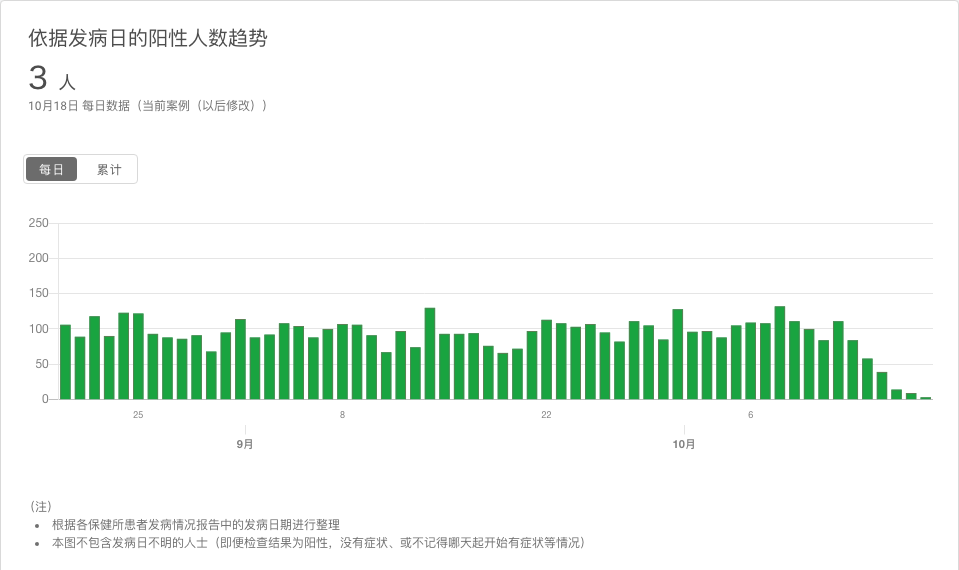 依据发病日的阳性人数趋势
3 人
10月18日 每日数据（当前案例（以后修改））
每日 累计
250
200
150
100
50
0
25 8 22 6
9月 10月
（注）
• 根据各保健所患者发病情况报告中的发病日期进行整理
• 本图不包含发病日不明的人士（即便检查结果为阳性，没有症状、或不记得哪天起开始有症状等情况）